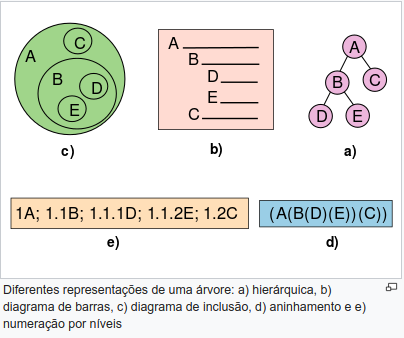 A
C
B
D
E
c)
A
B
D
E
C
b)
A
B
C
D
E
a)
1A; 1.1B; 1.1.1D; 1.1.2E; 1.2C
e)
(A(B(D)(E))(C))
d)
Diferentes representações de uma árvore: a) hierárquica, b)
diagrama de barras, c) diagrama de inclusão, d) aninhamento e e)
numeração por níveis